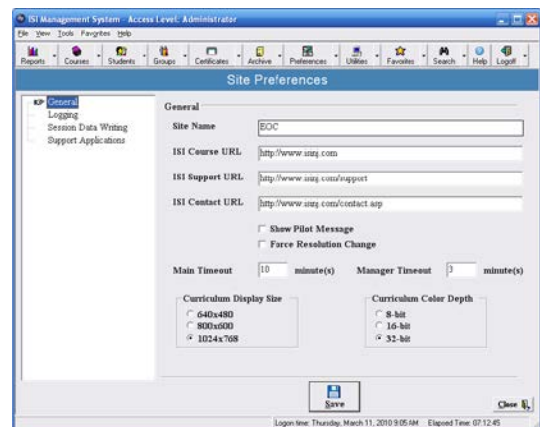 ISI Management System - Access Level: Administrator
File View Tools Favorites Help
Reports Courses Students Groups Certificates Archive Preferences Utilities Favorites Search Help Logoff
Site Preferences
General
Logging
Session Data Writing
Support Applications
General
Site Name EOC
ISI Course URL http://www.isinj.com
ISI Support URL http://www.isinj.com/support
ISI Contact URL http://www.isinj.com/contact.asp
Show Pilot Message
Force Resolution Change
Main Timeout 10 minute(s) Manager Timeout 3 minute(s)
Curriculum Display Size
640x480
800x600
1024x768
Curriculum Color Depth
8-bit
16-bit
32-bit
Save
Close
Logon time: Thursday, March 11, 2010 9:05 AM Elapsed Time: 07:12:45